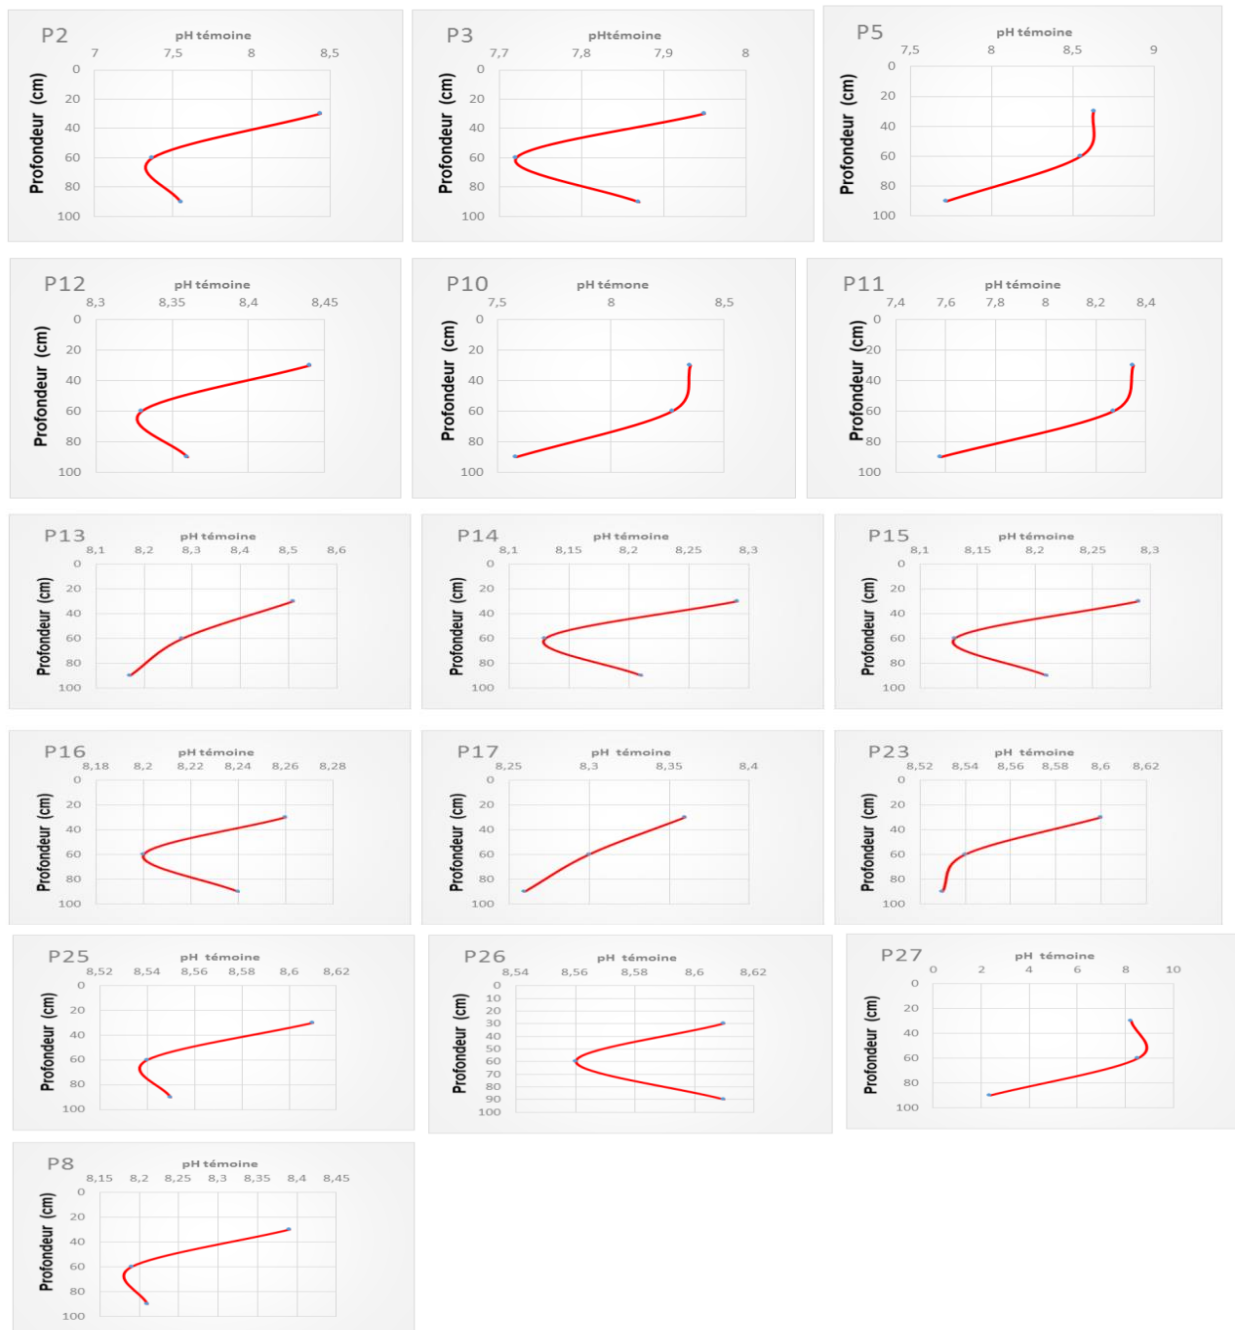 P2 pH témoine
7 7,5 8 8,5
Profondeur (cm)
0
20
40
60
80
100
P3 pHtémoine
7,7 7,8 7,9 8
Profondeur (cm)
0
20
40
60
80
100
P5 pH témoine
7,5 8 8,5 9
Profondeur (cm)
0
20
40
60
80
100
P12 pH témoine
8,3 8,35 8,4 8,45
Profondeur (cm)
0
20
40
60
80
100
P10 pH témone
7,5 8 8,5
Profondeur (cm)
0
20
40
60
80
100
P11 pH témoine
7,4 7,6 7,8 8 8,2 8,4
Profondeur (cm)
0
20
40
60
80
100
P13 pH témoine
8,1 8,2 8,3 8,4 8,5 8,6
Profondeur (cm)
0
20
40
60
80
100
P14 pH témoine
8,1 8,15 8,2 8,25 8,3
Profondeur (cm)
0
20
40
60
80
100
P15 pH témoine
8,1 8,15 8,2 8,25 8,3
Profondeur (cm)
0
20
40
60
80
100
P16 pH témoine
8,18 8,2 8,22 8,24 8,26 8,28
Profondeur (cm)
0
20
40
60
80
100
P17 pH témoine
8,25 8,3 8,35 8,4
Profondeur (cm)
0
20
40
60
80
100
P23 pH témoine
8,52 8,54 8,56 8,58 8,6 8,62
Profondeur (cm)
0
20
40
60
80
100
P25 pH témoine
8,52 8,54 8,56 8,58 8,6 8,62
Profondeur (cm)
0
20
40
60
80
100
P26 pH témoine
8,54 8,56 8,58 8,6 8,62
Profondeur (cm)
0
10
20
30
40
50
60
70
80
90
100
P27 pH témoine
0 2 4 6 8 10
Profondeur (cm)
0
20
40
60
80
100
P8 pH témoine
8,15 8,2 8,25 8,3 8,35 8,4 8,45
Profondeur (cm)
0
20
40
60
80
100